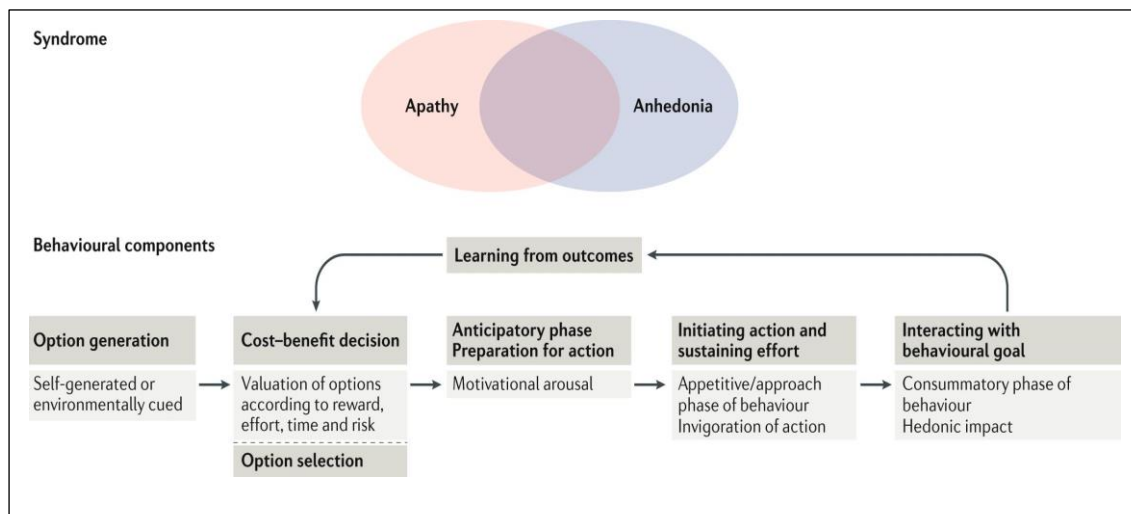 Syndrome
Apathy
Anhedonia
Behavioural components
Learning from outcomes
Option generation
Self-generated or
environmentally cued
Cost–benefit decision
Valuation of options
according to reward,
effort, time and risk
Option selection
Anticipatory phase
Preparation for action
Motivational arousal
Initiating action and
sustaining effort
Appetitive/approach
phase of behaviour
Invigoration of action
Interacting with
behavioural goal
Consummatory phase of
behaviour
Hedonic impact